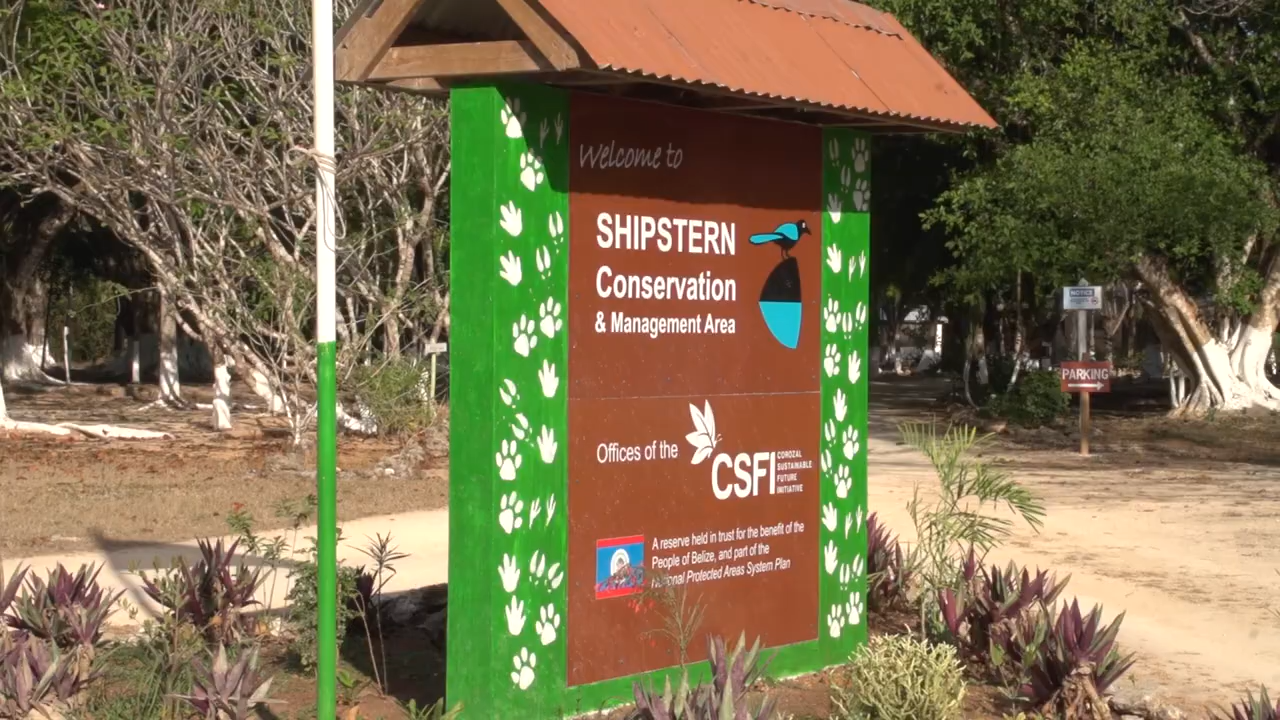 Welcome to
SHIPSTERN
Conservation
& Management Area
Offices of the
CSFI
COROZAL
SUSTAINABLE
FUTURE
INITIATIVE
A reserve held in trust for the benefit of the
People of Belize, and part of the
National Protected Areas System Plan
NOTICE
PARKING